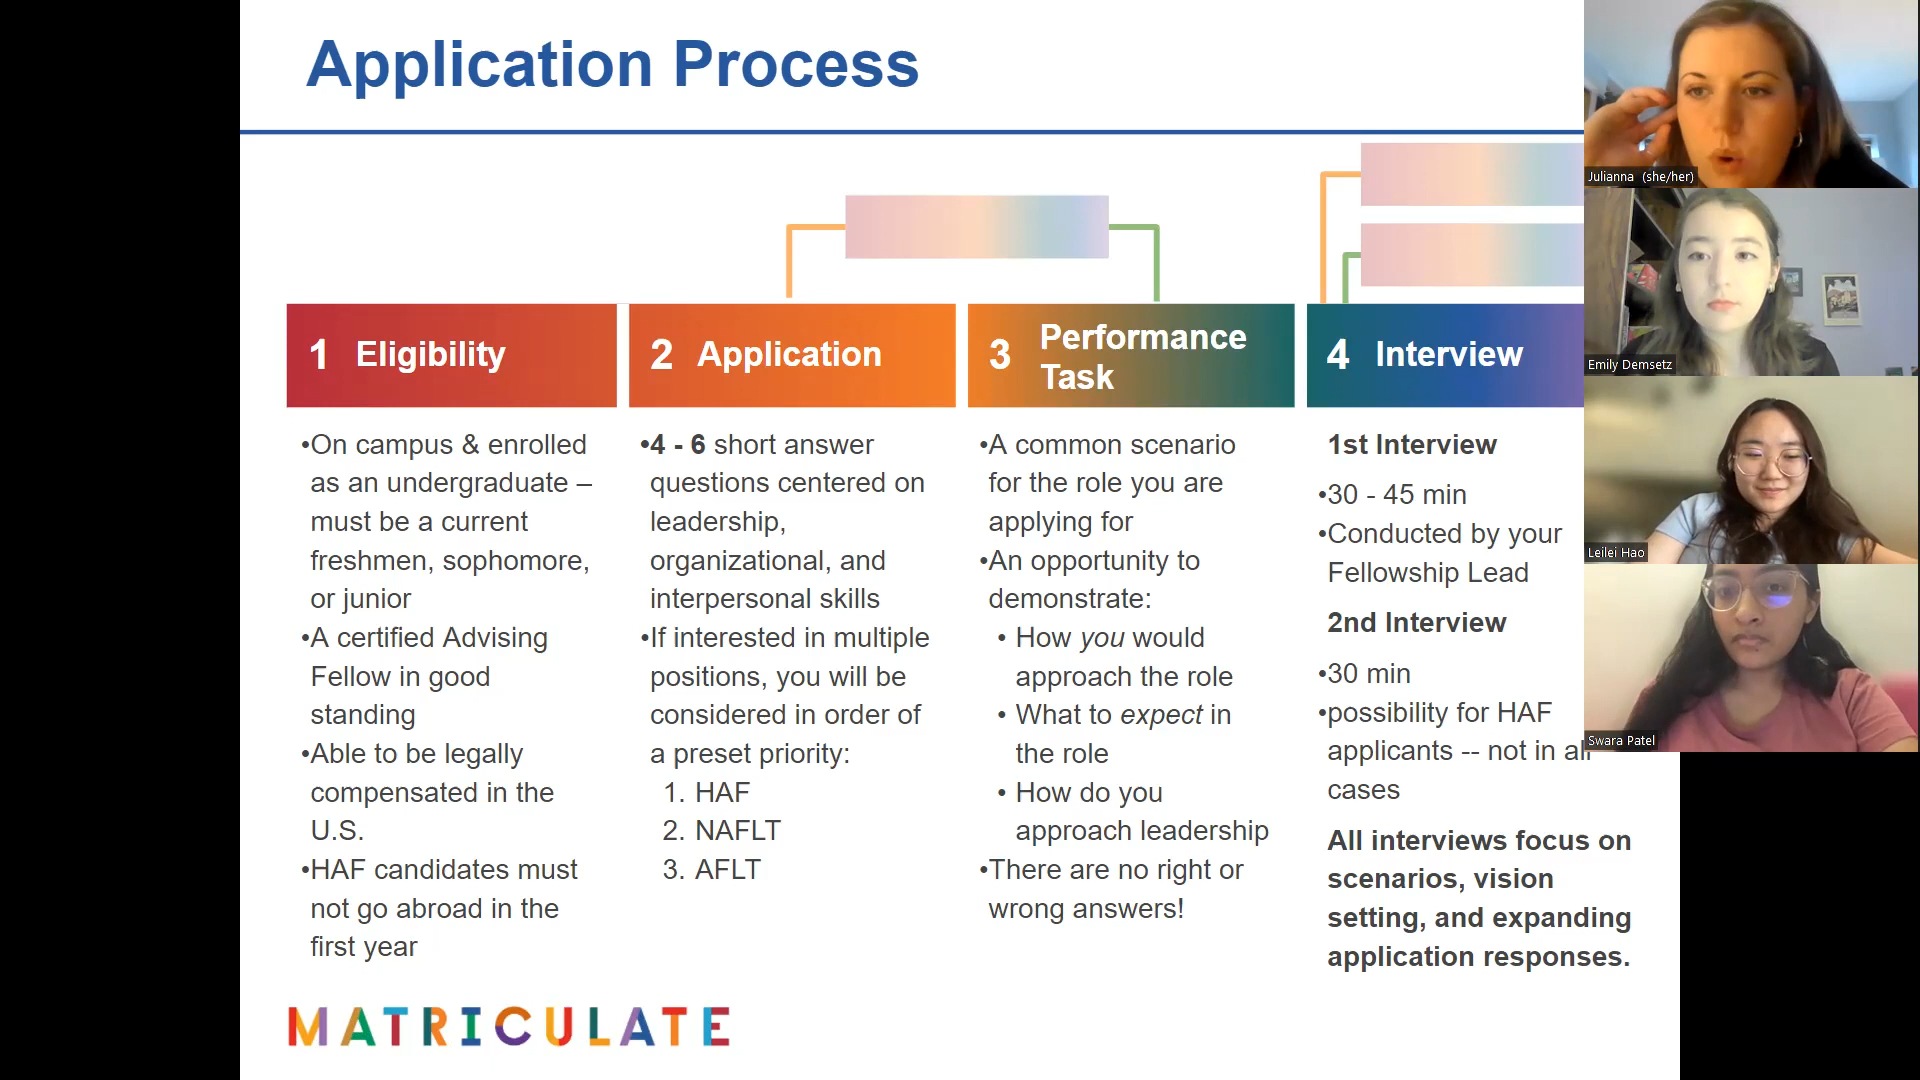 Application Process
1 Eligibility
•On campus & enrolled
as an undergraduate –
must be a current
freshmen, sophomore,
or junior
•A certified Advising
Fellow in good
standing
•Able to be legally
compensated in the
U.S.
•HAF candidates must
not go abroad in the
first year
2 Application
•4 - 6 short answer
questions centered on
leadership,
organizational, and
interpersonal skills
•If interested in multiple
positions, you will be
considered in order of
a preset priority:
1. HAF
2. NAFLT
3. AFLT
3 Performance
Task
•A common scenario
for the role you are
applying for
•An opportunity to
demonstrate:
• How you would
approach the role
• What to expect in
the role
• How do you
approach leadership
•There are no right or
wrong answers!
4 Interview
1st Interview
•30 - 45 min
•Conducted by your
Fellowship Lead
2nd Interview
•30 min
•possibility for HAF
applicants -- not in all
cases
All interviews focus on
scenarios, vision
setting, and expanding
application responses.
MATRICULATE
Julianna (she/her)
Emily Demsetz
Leilei Hao
Swara Patel